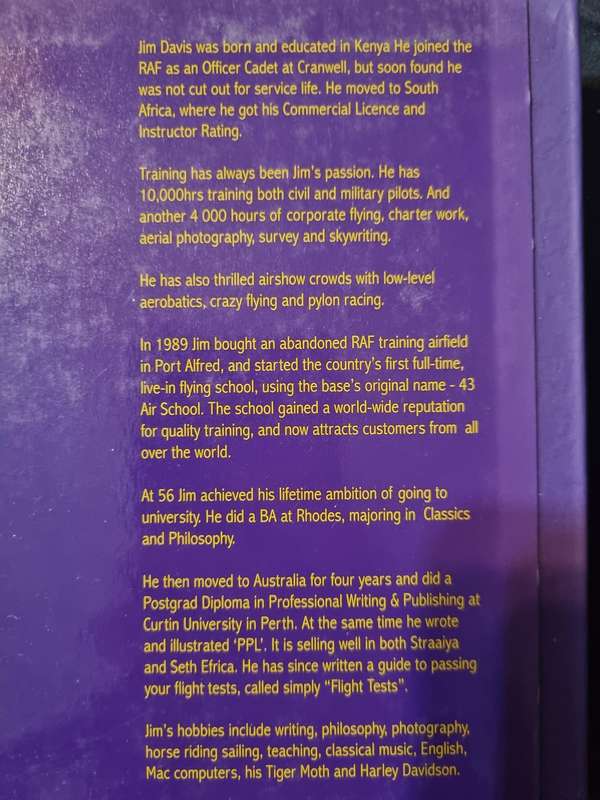 Jim Davis was born and educated in Kenya He joined the
RAF as an Officer Cadet at Cranwell, but soon found he
was not cut out for service life. He moved to South
Africa, where he got his Commercial Licence and
Instructor Rating.
Training has always been Jim's passion. He has
10,000hrs training both civil and military pilots. And
another 4 000 hours of corporate flying, charter work,
aerial photography, survey and skywriting.
He has also thrilled airshow crowds with low-level
aerobatics, crazy flying and pylon racing.
In 1989 Jim bought an abandoned RAF training airfield
in Port Alfred, and started the country's first full-time,
live-in flying school, using the base's original name - 43
Air School. The school gained a world-wide reputation
for quality training, and now attracts customers from all
over the world.
At 56 Jim achieved his lifetime ambition of going to
university. He did a BA at Rhodes, majoring in Classics
and Philosophy.
He then moved to Australia for four years and did a
Postgrad Diploma in Professional Writing & Publishing at
Curtin University in Perth. At the same time he wrote
and illustrated 'PPL'. It is selling well in both Straaiya
and Seth Efrica. He has since written a guide to passing
your flight tests, called simply "Flight Tests".
Jim's hobbies include writing, philosophy, photography,
horse riding sailing, teaching, classical music, English,
Mac computers, his Tiger Moth and Harley Davidson.